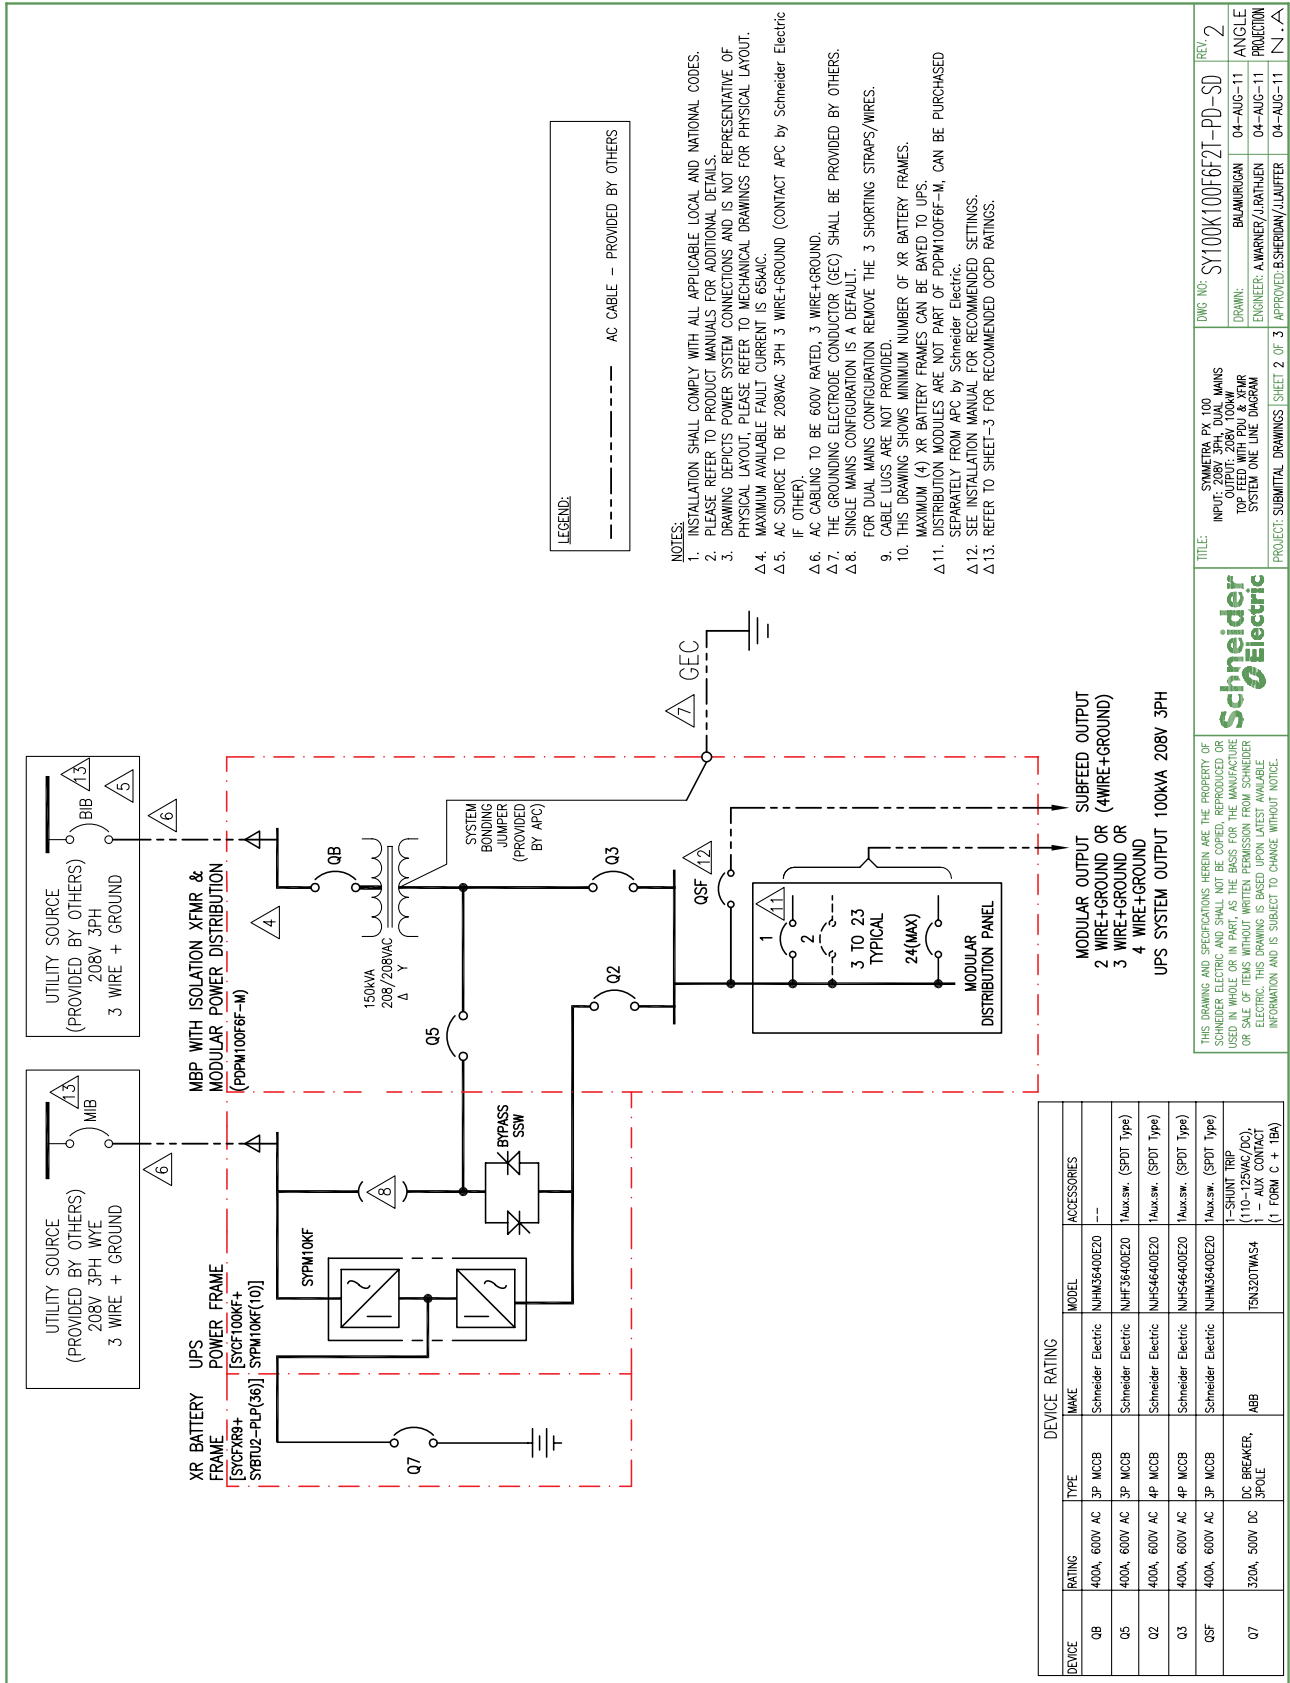 UTILITY SOURCE
(PROVIDED BY OTHERS)
208V 3PH WYE
3 WIRE + GROUND
13
MIB
6
UTILITY SOURCE
(PROVIDED BY OTHERS)
208V 3PH
3 WIRE + GROUND
13
BIB
5
6
XR BATTERY
FRAME
[SYCFXR9+
SYBTU2-PLP(36)]
UPS
POWER FRAME
[SYCF100KF+
SYPM10KF(10)]
MBP WITH ISOLATION XFMR &
MODULAR POWER DISTRIBUTION
(PDPM100F6F-M)
4
QB
SYPM10KF
8
150kVA
208/208VAC
Δ Y
SYSTEM
BONDING
JUMPER
(PROVIDED
BY APC)
Q7
Q5
BYPASS
SSW
Q2
Q3
7
GEC
QSF
12
11
1
2
3 TO 23
TYPICAL
24(MAX)
MODULAR
DISTRIBUTION PANEL
MODULAR OUTPUT
2 WIRE+GROUND OR
3 WIRE+GROUND OR
4 WIRE+GROUND
SUBFEED OUTPUT
(4WIRE+GROUND)
UPS SYSTEM OUTPUT 100kVA 208V 3PH
LEGEND:
AC CABLE - PROVIDED BY OTHERS
NOTES:
1. INSTALLATION SHALL COMPLY WITH ALL APPLICABLE LOCAL AND NATIONAL CODES.
2. PLEASE REFER TO PRODUCT MANUALS FOR ADDITIONAL DETAILS.
3. DRAWING DEPICTS POWER SYSTEM CONNECTIONS AND IS NOT REPRESENTATIVE OF
PHYSICAL LAYOUT, PLEASE REFER TO MECHANICAL DRAWINGS FOR PHYSICAL LAYOUT.
Δ 4. MAXIMUM AVAILABLE FAULT CURRENT IS 65kAIC.
Δ 5. AC SOURCE TO BE 208VAC 3PH 3 WIRE+GROUND (CONTACT APC by Schneider Electric
IF OTHER).
Δ 6. AC CABLING TO BE 600V RATED, 3 WIRE+GROUND.
Δ 7. THE GROUNDING ELECTRODE CONDUCTOR (GEC) SHALL BE PROVIDED BY OTHERS.
Δ 8. SINGLE MAINS CONFIGURATION IS A DEFAULT.
FOR DUAL MAINS CONFIGURATION REMOVE THE 3 SHORTING STRAPS/WIRES.
9. CABLE LUGS ARE NOT PROVIDED.
10. THIS DRAWING SHOWS MINIMUM NUMBER OF XR BATTERY FRAMES.
MAXIMUM (4) XR BATTERY FRAMES CAN BE BAYED TO UPS.
Δ 11. DISTRIBUTION MODULES ARE NOT PART OF PDPM100F6F-M, CAN BE PURCHASED
SEPARATELY FROM APC by Schneider Electric.
Δ 12. SEE INSTALLATION MANUAL FOR RECOMMENDED SETTINGS.
Δ 13. REFER TO SHEET-3 FOR RECOMMENDED OCPD RATINGS.
DEVICE RATING
DEVICE RATING TYPE MAKE MODEL ACCESSORIES
QB 400A, 600V AC 3P MCCB Schneider Electric NJHM36400E20 --
Q5 400A, 600V AC 3P MCCB Schneider Electric NJHF36400E20 1Aux.sw. (SPDT Type)
Q2 400A, 600V AC 4P MCCB Schneider Electric NJHS46400E20 1Aux.sw. (SPDT Type)
Q3 400A, 600V AC 4P MCCB Schneider Electric NJHS46400E20 1Aux.sw. (SPDT Type)
QSF 400A, 600V AC 3P MCCB Schneider Electric NJHM36400E20 1Aux.sw. (SPDT Type)
Q7 320A, 500V DC DC BREAKER, 3POLE ABB T5N320TWAS4 1-SHUNT TRIP
(110-125VAC/DC),
1 - AUX CONTACT
(1 FORM C + 1BA)
THIS DRAWING AND SPECIFICATIONS HEREIN ARE THE PROPERTY OF
SCHNEIDER ELECTRIC AND SHALL NOT BE COPIED, REPRODUCED OR
USED IN WHOLE OR IN PART, AS THE BASIS FOR THE MANUFACTURE
OR SALE OF ITEMS WITHOUT WRITTEN PERMISSION FROM SCHNEIDER
ELECTRIC. THIS DRAWING IS BASED UPON LATEST AVAILABLE
INFORMATION AND IS SUBJECT TO CHANGE WITHOUT NOTICE.
Schneider
Electric
TITLE:
SYMMETRA PX 100
INPUT: 208V 3PH, DUAL MAINS
OUTPUT: 208V 100kW
TOP FEED WITH PDU & XFMR
SYSTEM ONE LINE DIAGRAM
PROJECT: SUBMITTAL DRAWINGS SHEET 2 OF 3
DWG NO: SY100K100F6F2T-PD-SD
REV: 2
DRAWN: BALAMURUGAN 04-AUG-11
ENGINEER: A.WARNER/J.RATHJEN 04-AUG-11
APPROVED: B.SHERIDAN/J.LAUFFER 04-AUG-11
ANGLE
PROJECTION
N.A